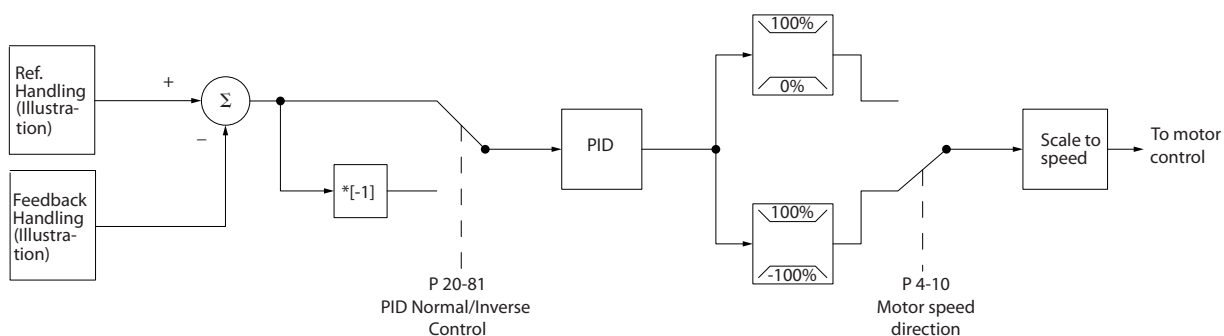 Ref.
Handling
(Illustra-
tion)
+
Σ
−
Feedback
Handling
(Illustra-
tion)
*[-1]
P 20-81
PID Normal/Inverse
Control
PID
100%
0%
100%
-100%
P 4-10
Motor speed
direction
Scale to
speed
To motor
control